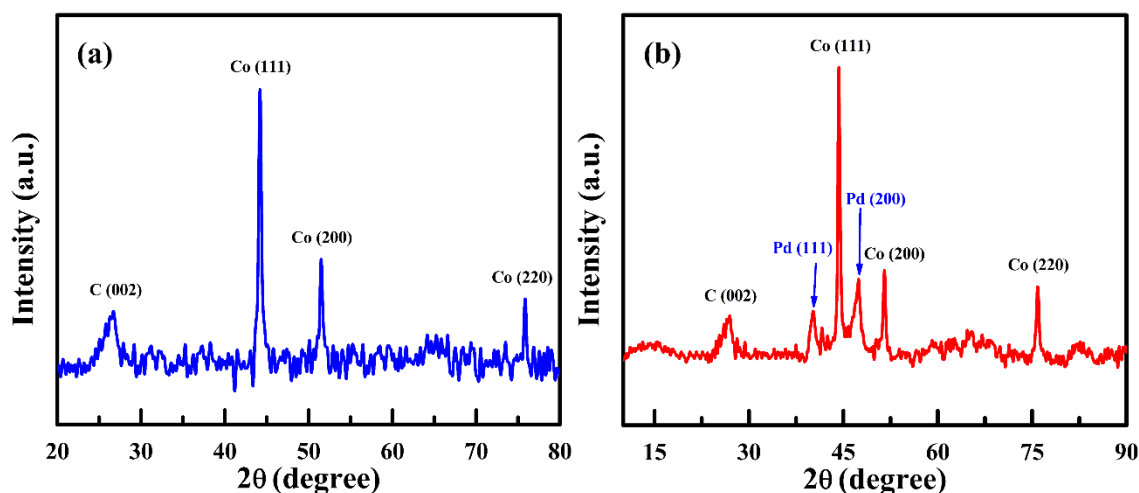 (a)
Co (111)
Co (200)
Co (220)
C (002)
Intensity (a.u.)
20 30 40 50 60 70 80
2θ (degree)
(b)
Co (111)
Pd (200)
Pd (111)
Co (200)
Co (220)
C (002)
Intensity (a.u.)
15 30 45 60 75 90
2θ (degree)